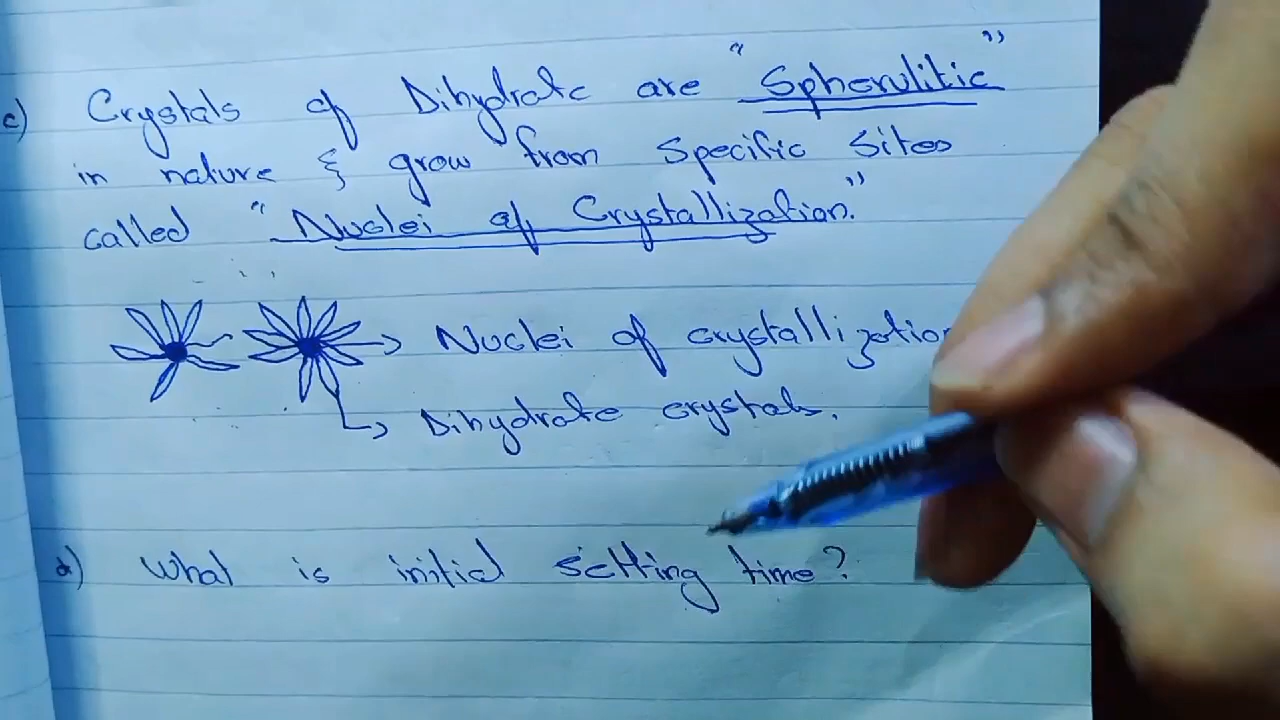 c) Crystals of Dihydrate are "Spherulitic"
in nature & grow from specific sites
called "Nuclei of Crystallization."
Nuclei of crystallization
Dihydrate crystals.
d) What is initial setting time?